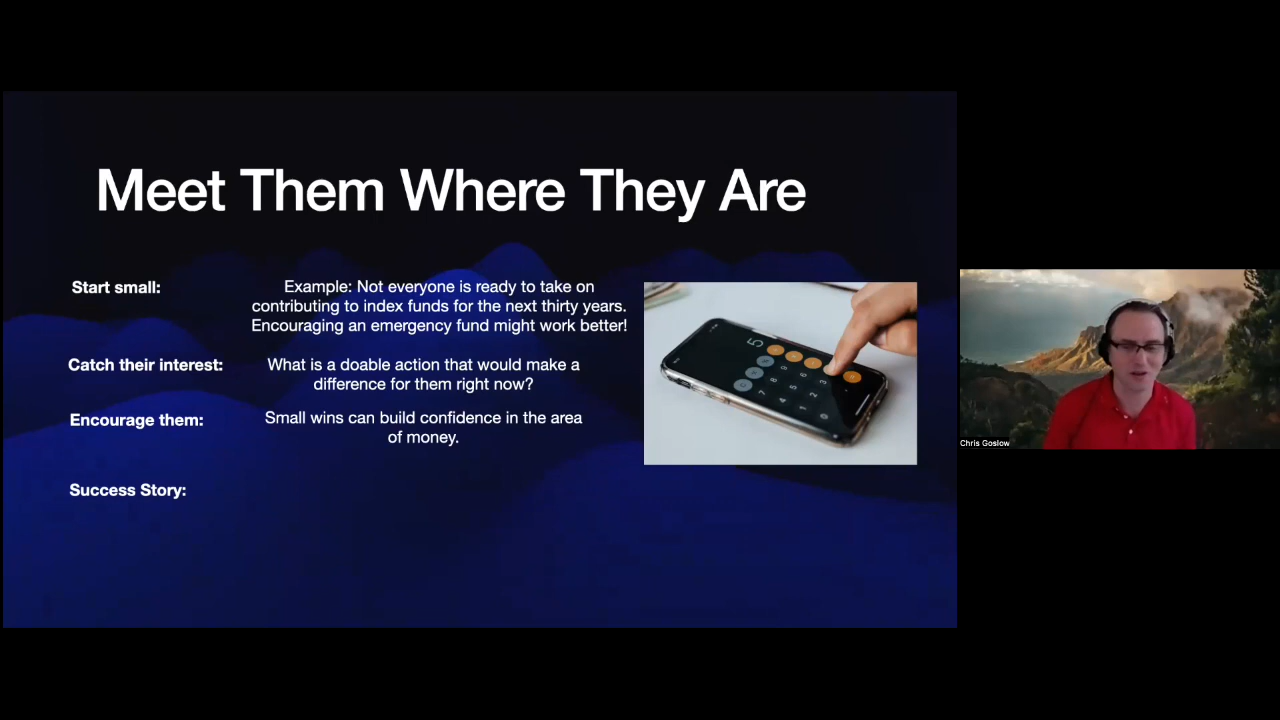 Meet Them Where They Are
Start small:
Example: Not everyone is ready to take on
contributing to index funds for the next thirty years.
Encouraging an emergency fund might work better!
Catch their interest:
What is a doable action that would make a
difference for them right now?
Encourage them:
Small wins can build confidence in the area
of money.
Success Story:
Chris Goslow